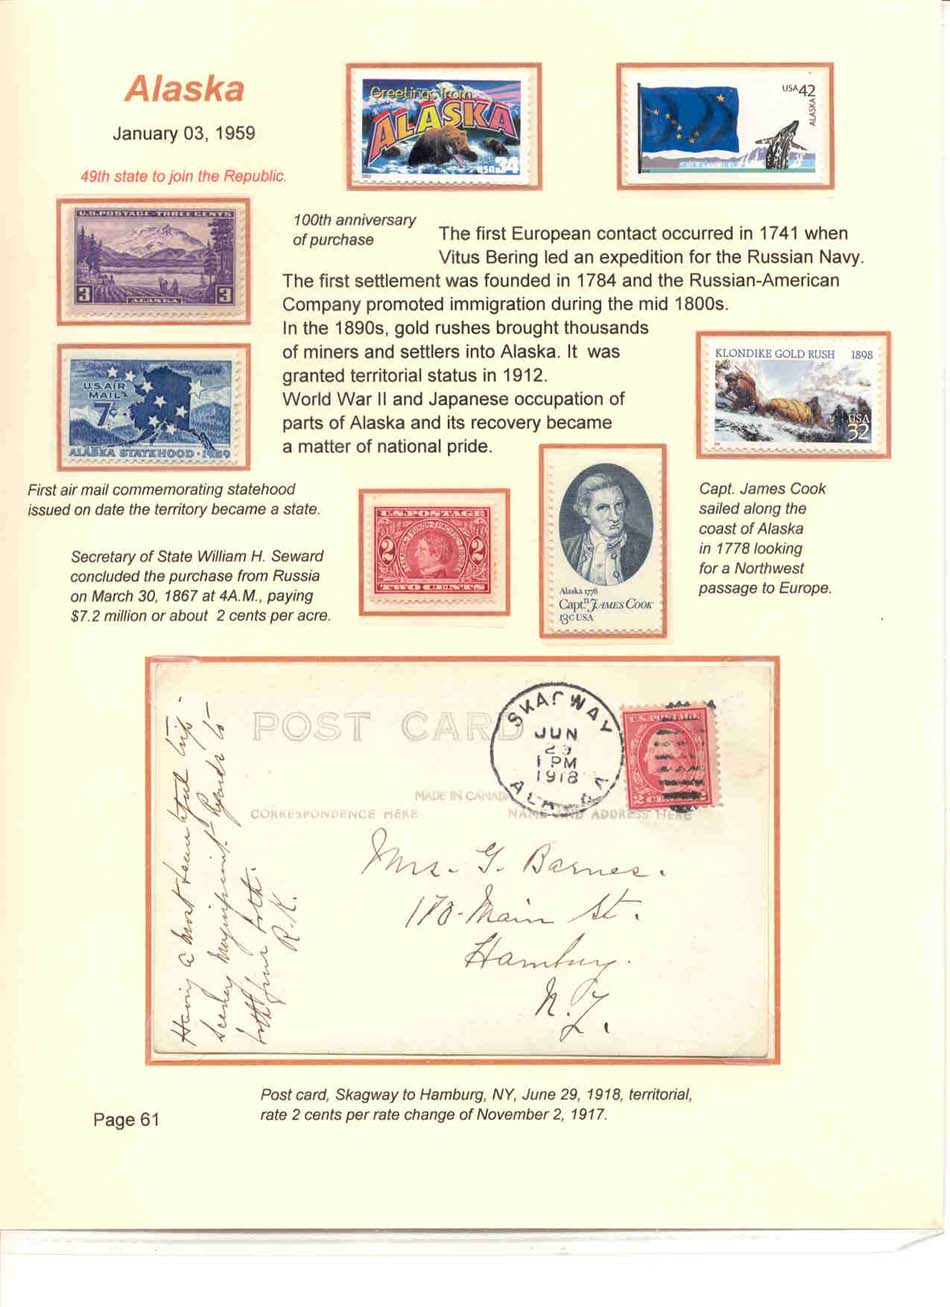 Alaska
January 03, 1959
49th state to join the Republic.
Greetings from
ALASKA
USA 34
USA 42
ALASKA
U.S. POSTAGE THREE CENTS
3 ALASKA 3
100th anniversary
of purchase
The first European contact occurred in 1741 when
Vitus Bering led an expedition for the Russian Navy.
The first settlement was founded in 1784 and the Russian-American
Company promoted immigration during the mid 1800s.
In the 1890s, gold rushes brought thousands
of miners and settlers into Alaska. It was
granted territorial status in 1912.
World War II and Japanese occupation of
parts of Alaska and its recovery became
a matter of national pride.
U.S. AIR
MAIL
7¢
ALASKA STATEHOOD · 1959
KLONDIKE GOLD RUSH 1898
USA
32
First air mail commemorating statehood
issued on date the territory became a state.
Secretary of State William H. Seward
concluded the purchase from Russia
on March 30, 1867 at 4A.M., paying
$7.2 million or about 2 cents per acre.
U.S. POSTAGE
2 2
TWO CENTS
Alaska 1778
Captn James Cook
13c USA
Capt. James Cook
sailed along the
coast of Alaska
in 1778 looking
for a Northwest
passage to Europe.
POST CARD
SKAGWAY
JUN
29
1 PM
1918
U.S. POSTAGE
MADE IN CANADA
CORRESPONDENCE HERE
NAME AND ADDRESS HERE
Having a most beautiful trip -
Scenery Magnificent Regards to
both from both.
R. K.
Mrs. G. Barnes.
170 - Main St.
Hamburg.
N.Y.
Post card, Skagway to Hamburg, NY, June 29, 1918, territorial,
rate 2 cents per rate change of November 2, 1917.
Page 61